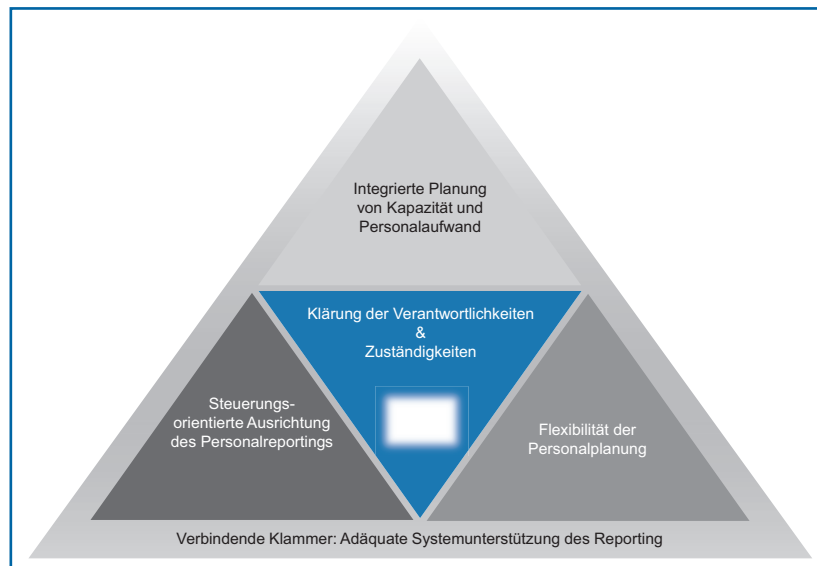 Integrierte Planung
von Kapazität und
Personalaufwand
Klärung der Verantwortlichkeiten
&
Zuständigkeiten
Steuerungs-
orientierte Ausrichtung
des Personalreportings
Flexibilität der
Personalplanung
Verbindende Klammer: Adäquate Systemunterstützung des Reporting